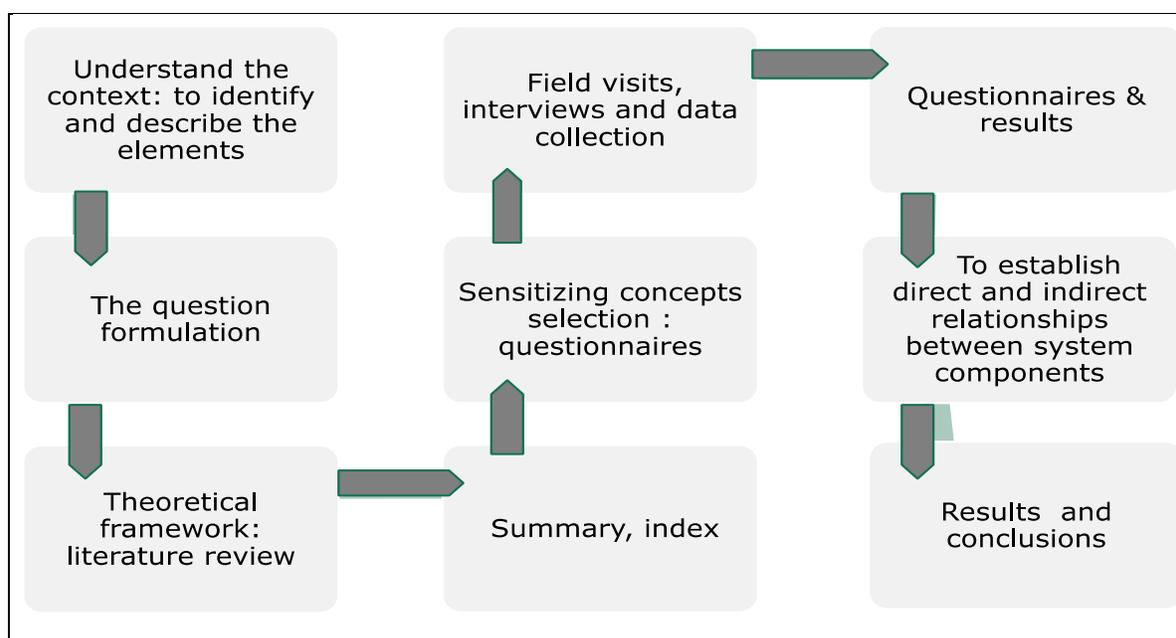 Understand the
context: to identify
and describe the
elements
The question
formulation
Theoretical
framework:
literature review
Summary, index
Sensitizing concepts
selection :
questionnaires
Field visits,
interviews and data
collection
Questionnaires &
results
To establish
direct and indirect
relationships
between system
components
Results  and
conclusions